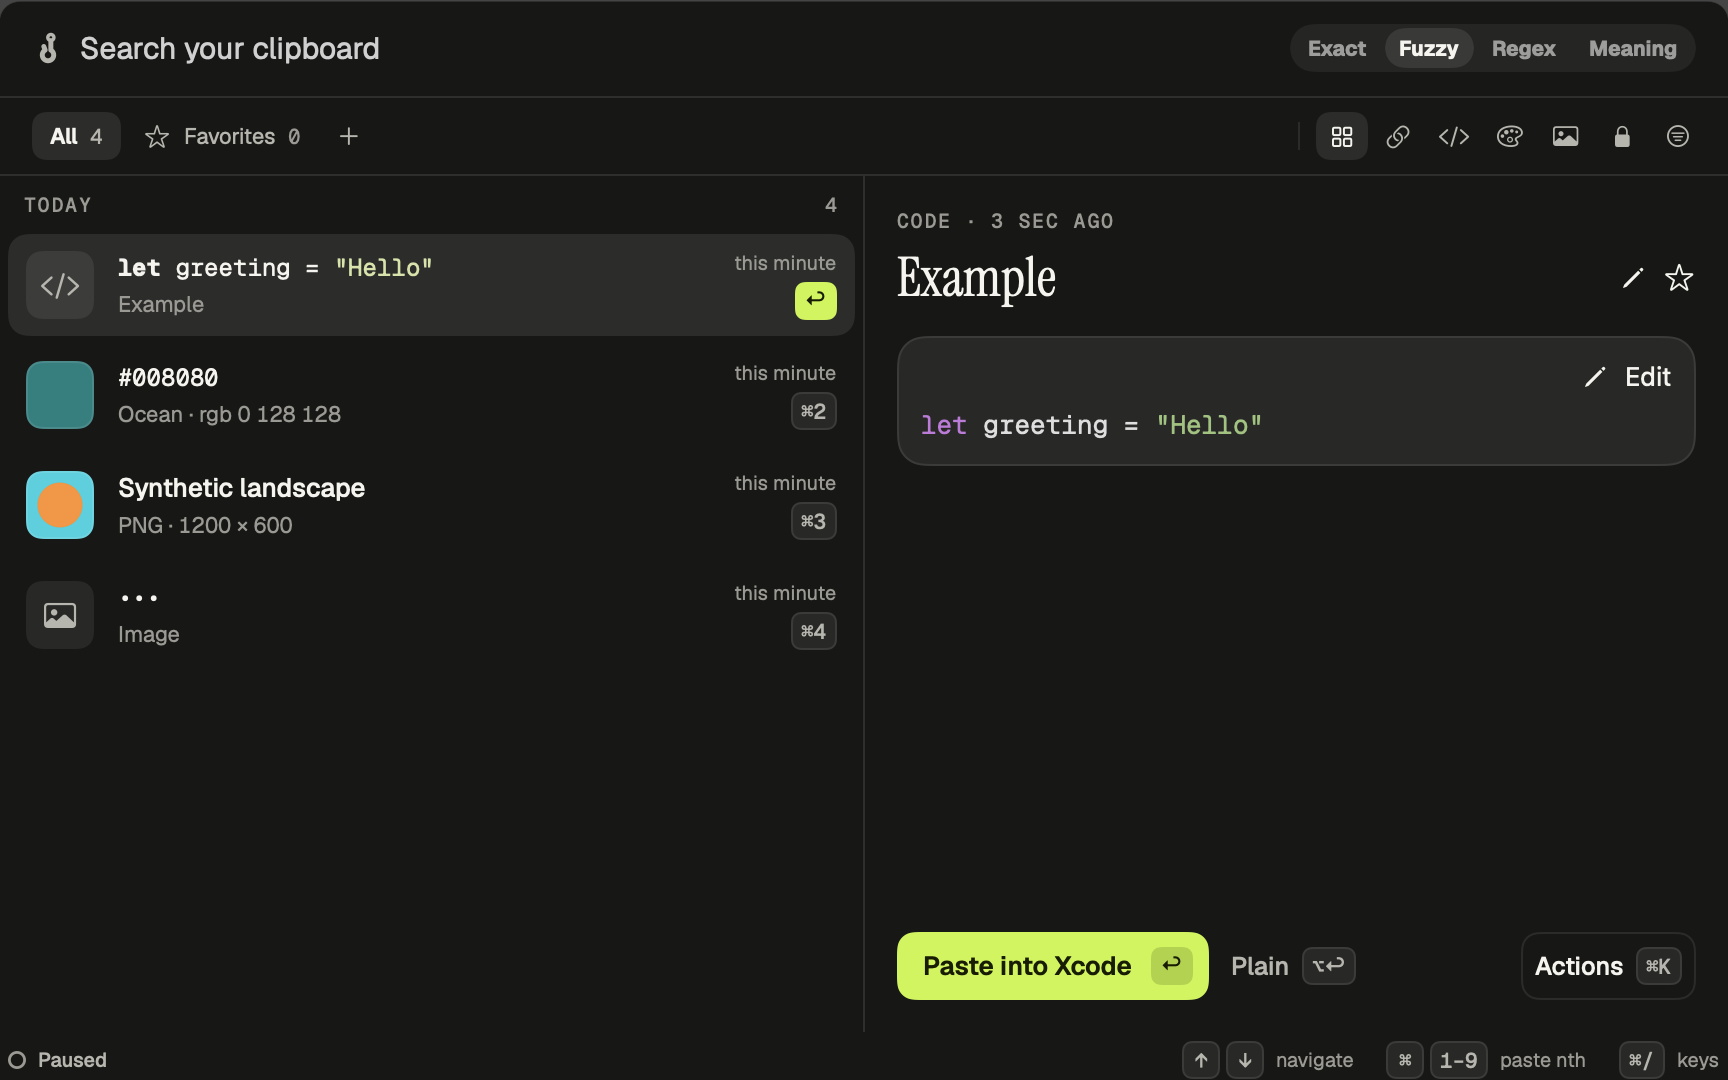 Search your clipboard
Exact Fuzzy Regex Meaning
All 4 Favorites 0 +
TODAY 4
let greeting = "Hello" this minute
Example
#008080 this minute
Ocean · rgb 0 128 128 ⌘2
Synthetic landscape this minute
PNG · 1200 × 600 ⌘3
... this minute
Image ⌘4
CODE · 3 SEC AGO
Example
Edit
let greeting = "Hello"
Paste into Xcode ↩ Plain ⌥↩ Actions ⌘K
Paused ↑ ↓ navigate ⌘ 1–9 paste nth ⌘/ keys